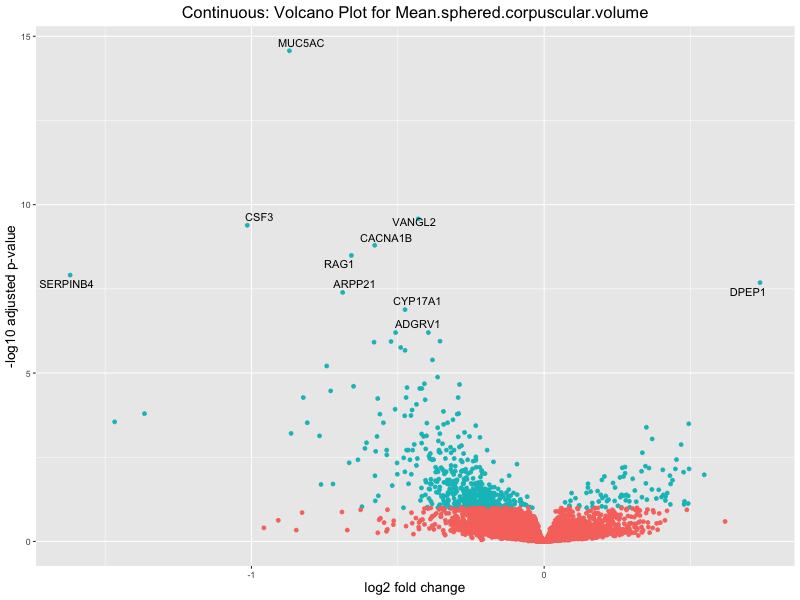 Continuous: Volcano Plot for Mean.sphered.corpuscular.volume
15
MUC5AC
10
CSF3
VANGL2
CACNA1B
RAG1
SERPINB4
ARPP21
DPEP1
CYP17A1
ADGRV1
5
0
-1
0
-log10 adjusted p-value
log2 fold change